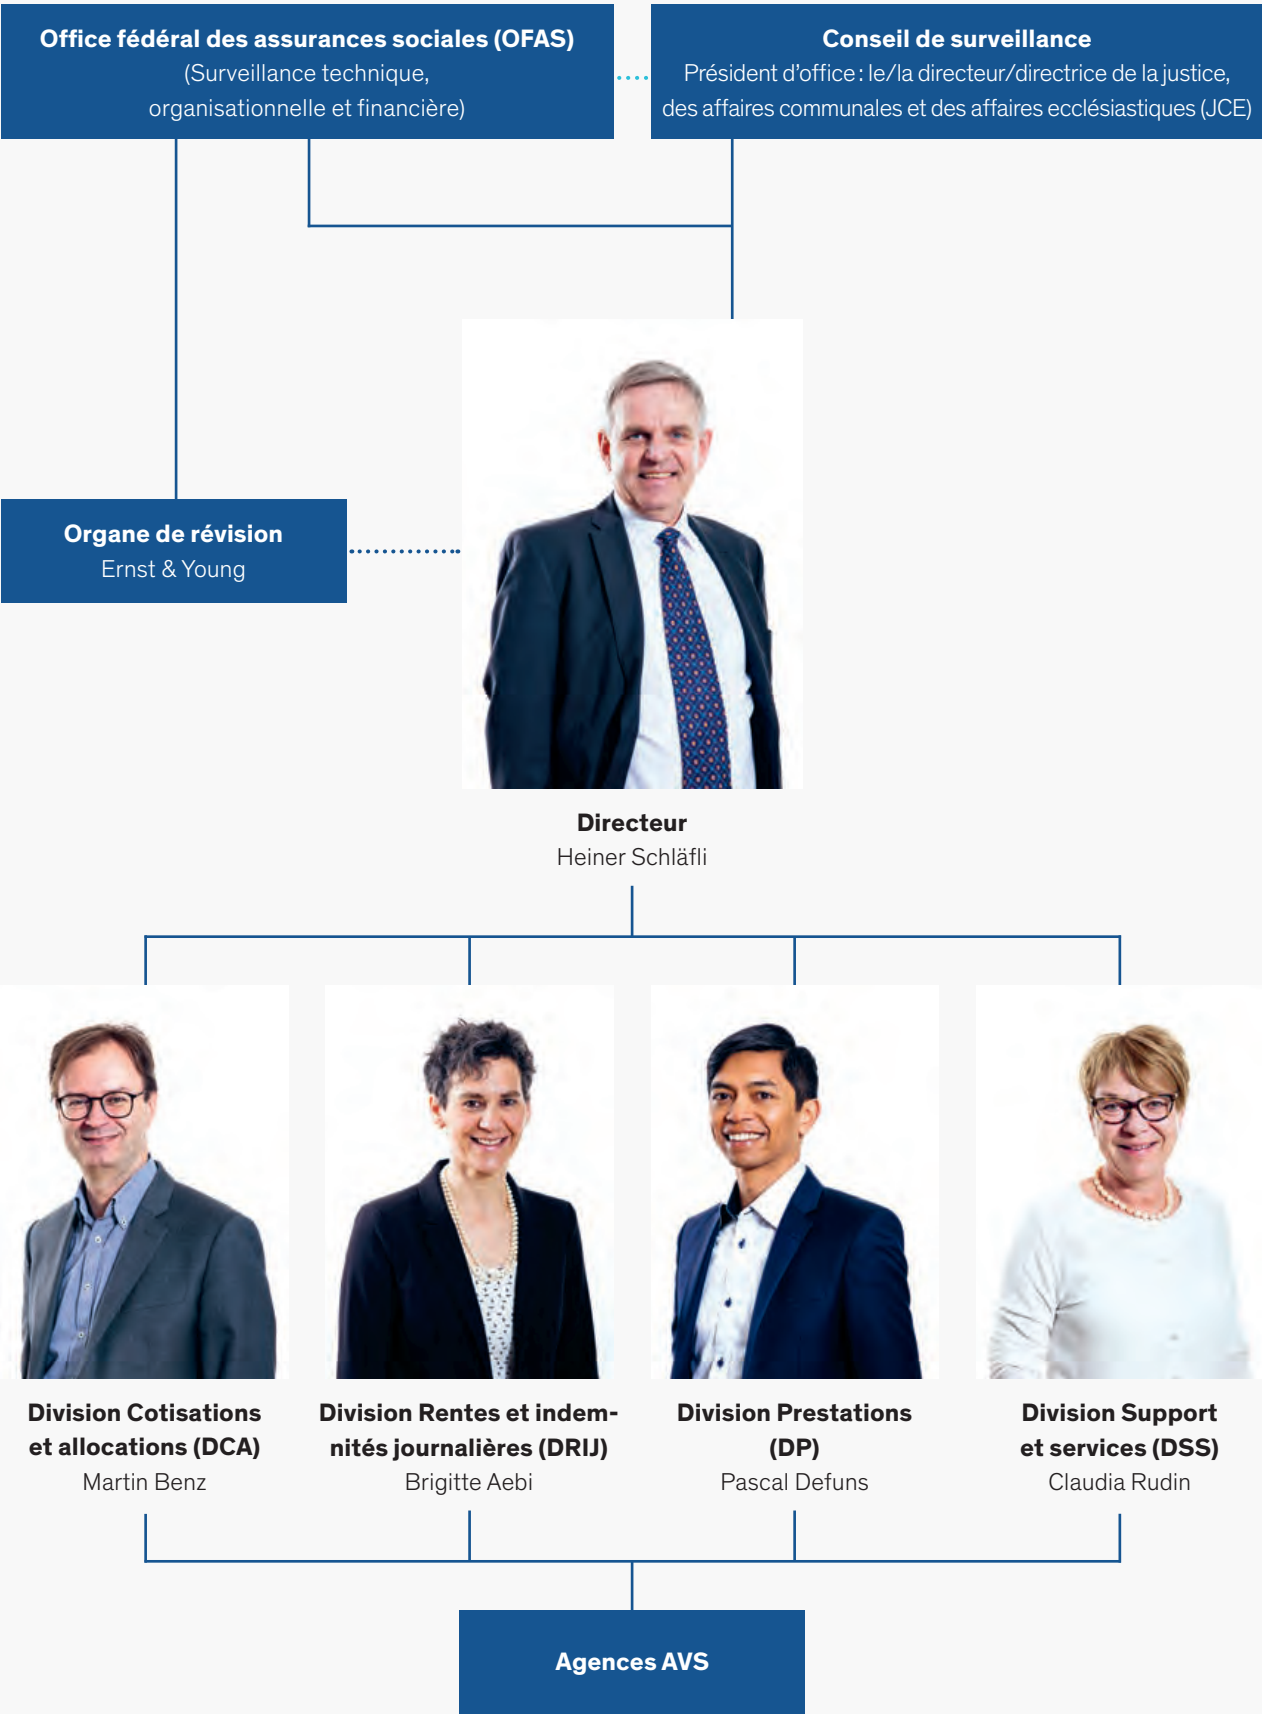 Office fédéral des assurances sociales (OFAS)
(Surveillance technique,
organisationnelle et financière)
Conseil de surveillance
Président d’office : le/la directeur/directrice de la justice,
des affaires communales et des affaires ecclésiastiques (JCE)
Organe de révision
Ernst & Young
Directeur
Heiner Schläfli
Division Cotisations
et allocations (DCA)
Martin Benz
Division Rentes et indem-
nités journalières (DRIJ)
Brigitte Aebi
Division Prestations
(DP)
Pascal Defuns
Division Support
et services (DSS)
Claudia Rudin
Agences AVS